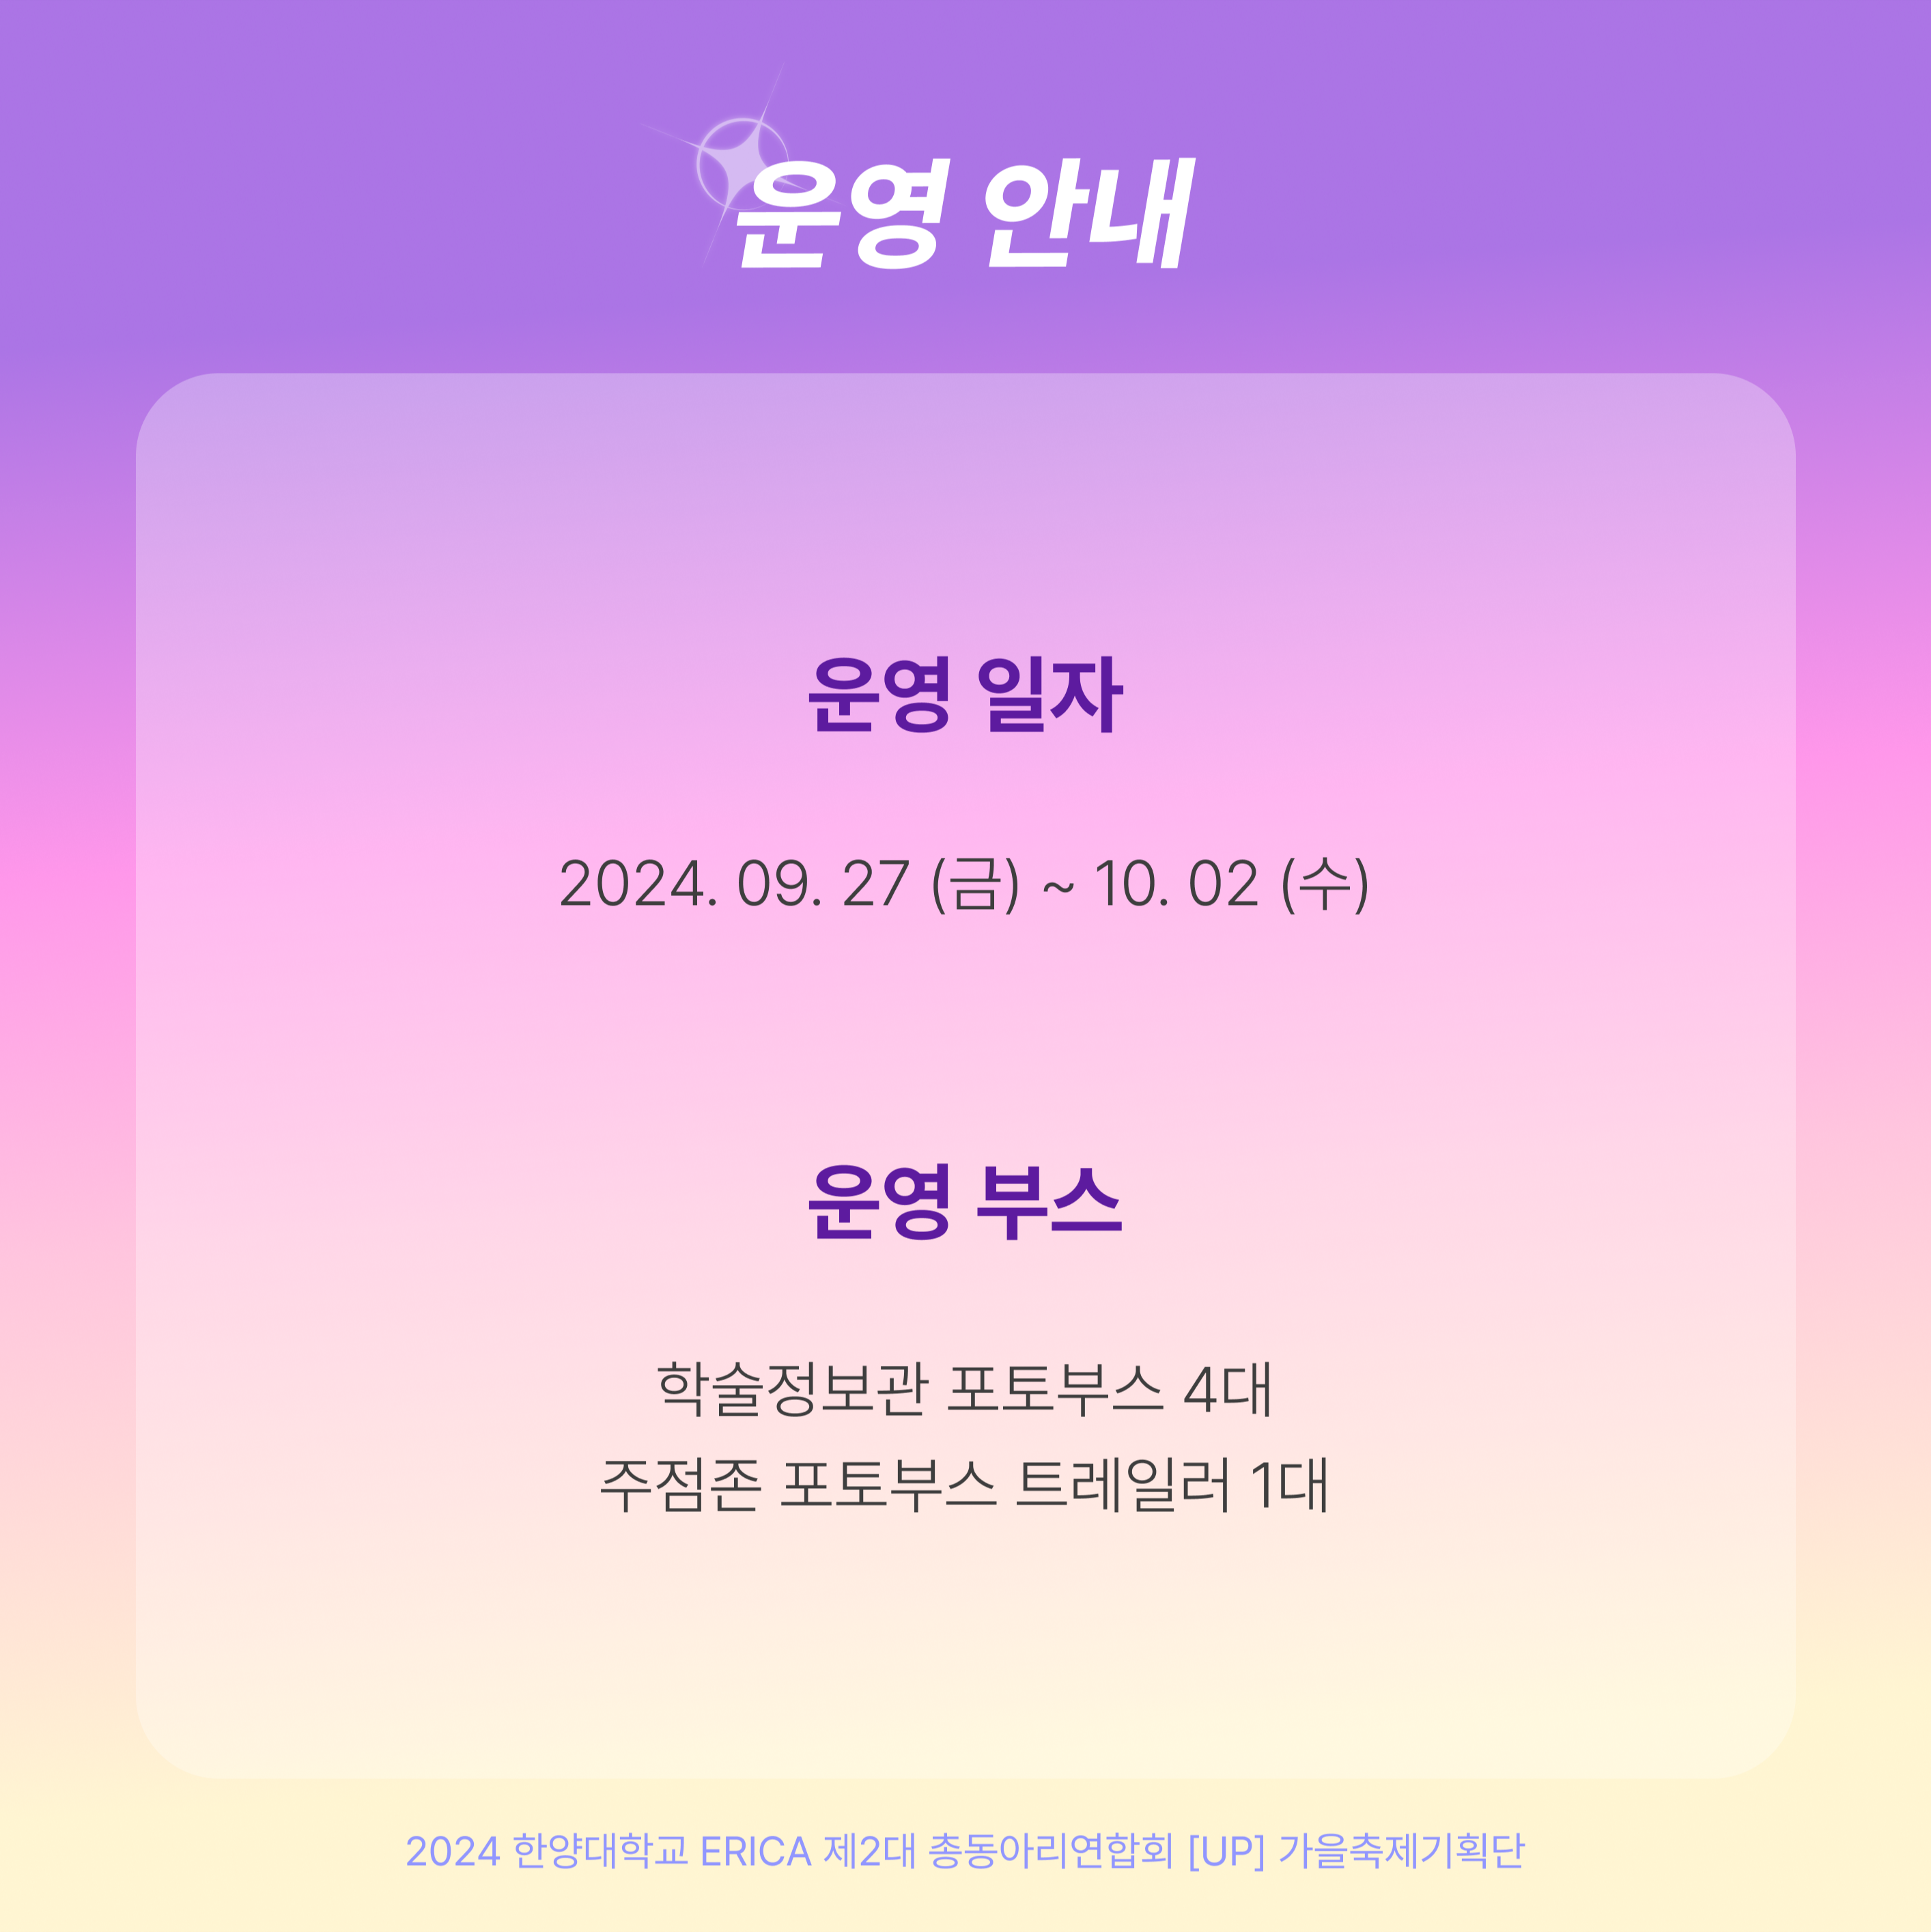 운영 안내
운영 일자
2024. 09. 27 (금) ~ 10. 02 (수)
운영 부스
학술정보관 포토부스 4대
주점존 포토부스 트레일러 1대
2024 한양대학교 ERICA 제2대 총동아리연합회 [UP] 가을축제기획단